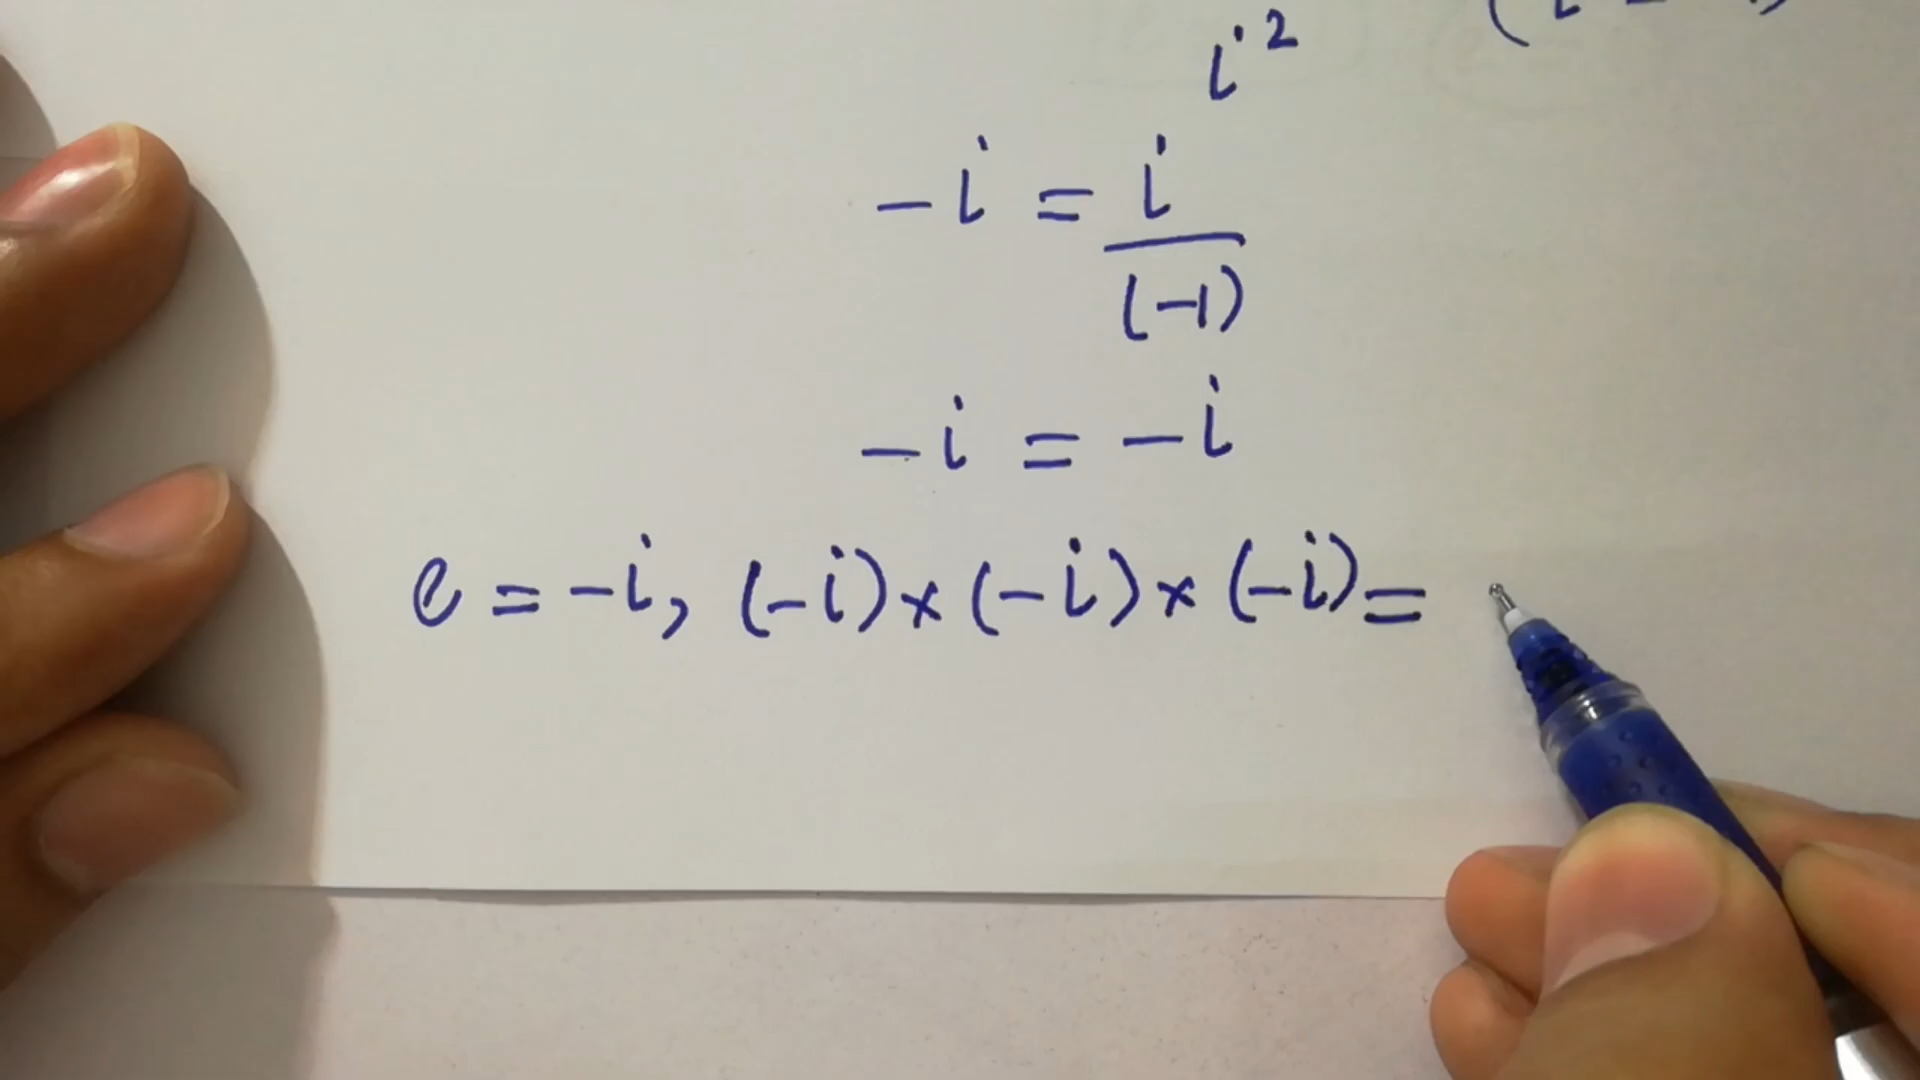 i²
-i = i
(-1)
-i = -i
e = -i, (-i)×(-i)×(-i)=